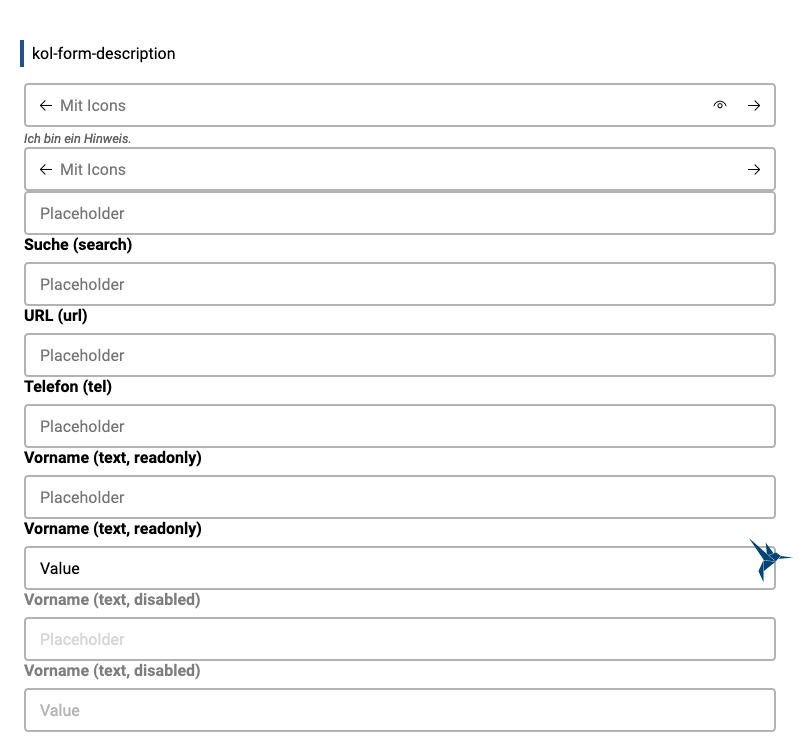 kol-form-description
Mit Icons
Ich bin ein Hinweis.
Mit Icons
Placeholder
Suche (search)
Placeholder
URL (url)
Placeholder
Telefon (tel)
Placeholder
Vorname (text, readonly)
Placeholder
Vorname (text, readonly)
Value
Vorname (text, disabled)
Placeholder
Vorname (text, disabled)
Value